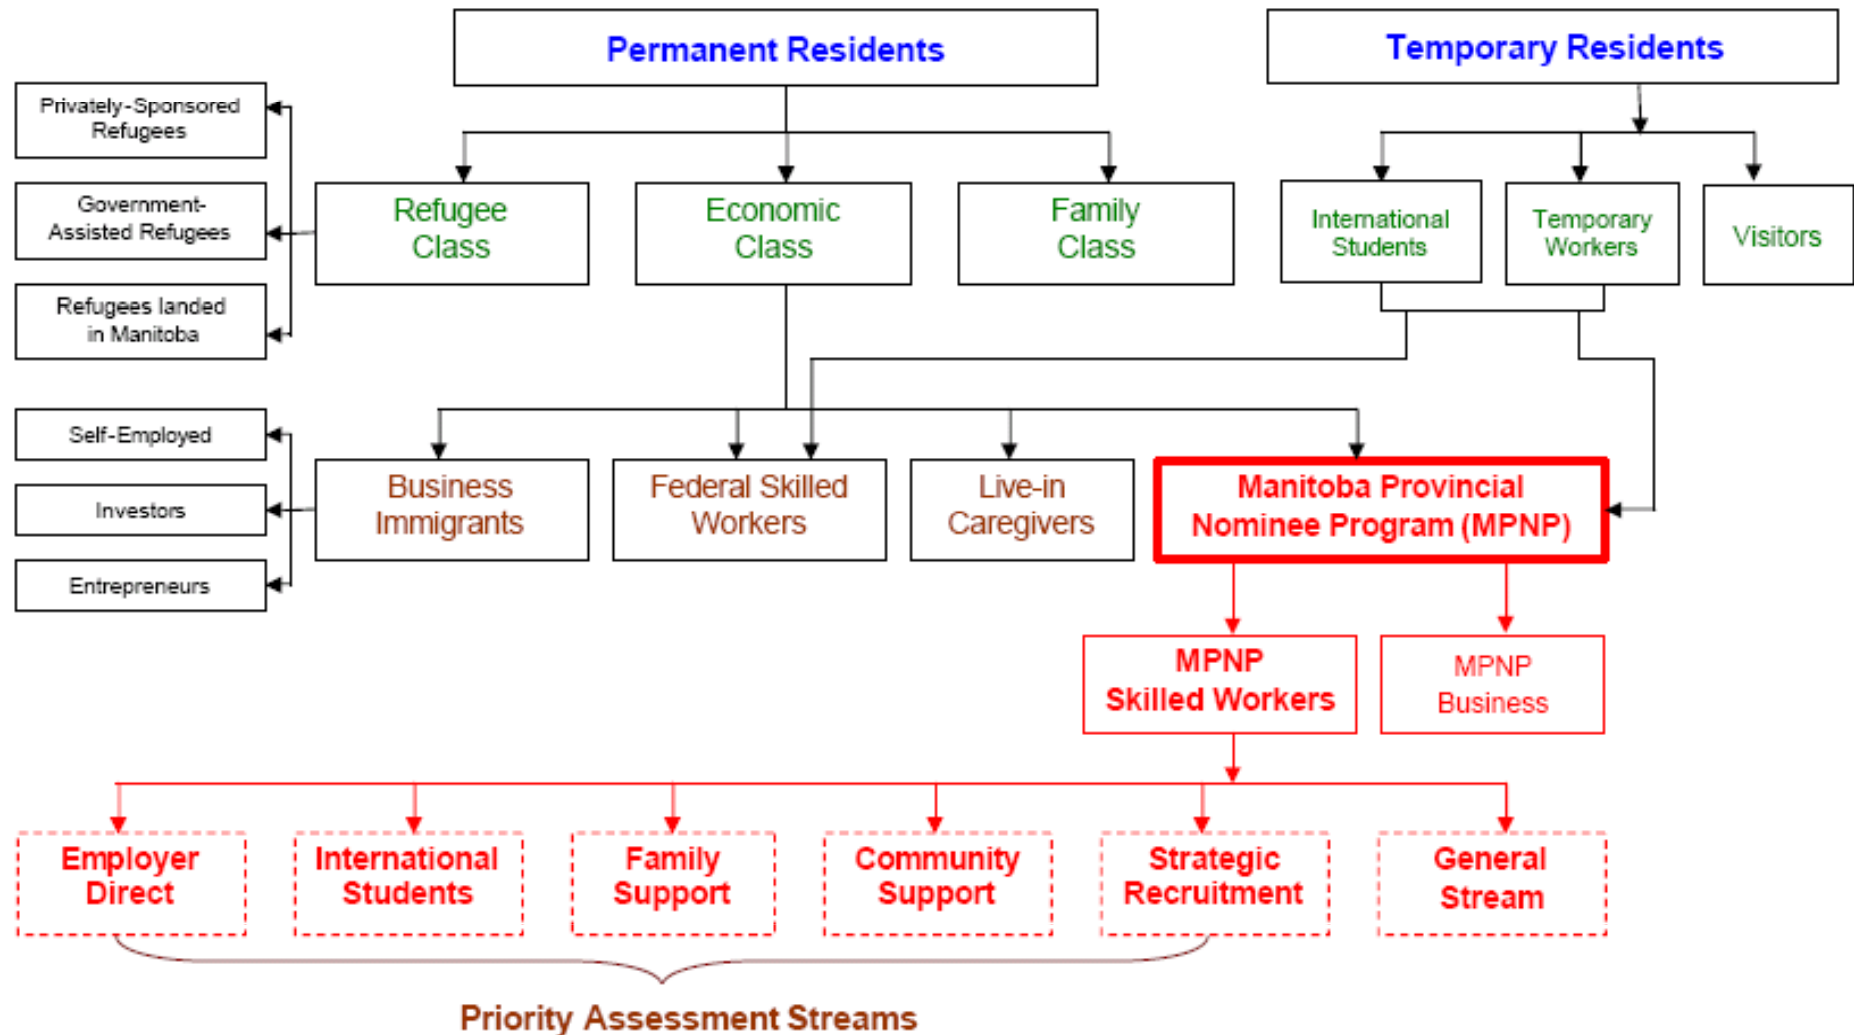 Permanent Residents
Temporary Residents
Privately-Sponsored
Refugees
Government-
Assisted Refugees
Refugees landed
in Manitoba
Refugee
Class
Economic
Class
Family
Class
International
Students
Temporary
Workers
Visitors
Self-Employed
Investors
Entrepreneurs
Business
Immigrants
Federal Skilled
Workers
Live-in
Caregivers
Manitoba Provincial
Nominee Program (MPNP)
MPNP
Skilled Workers
MPNP
Business
Employer
Direct
International
Students
Family
Support
Community
Support
Strategic
Recruitment
General
Stream
Priority Assessment Streams